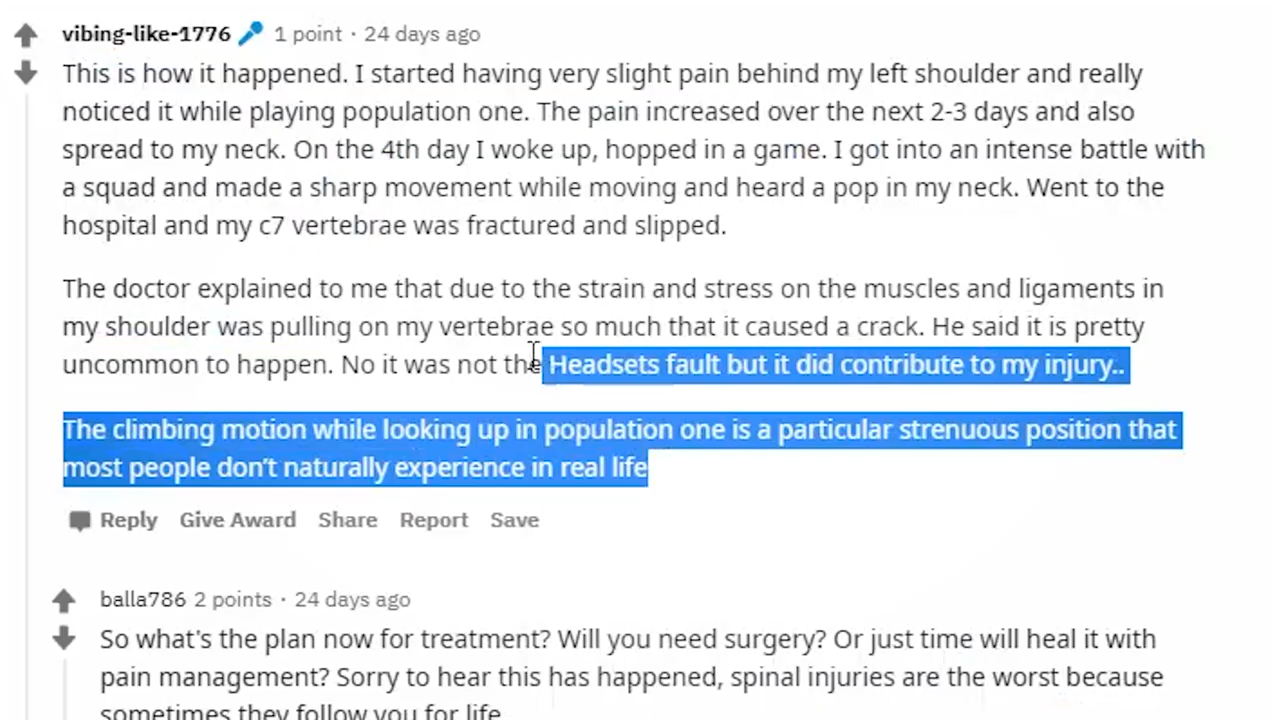 vibing-like-1776 1 point · 24 days ago
This is how it happened. I started having very slight pain behind my left shoulder and really
noticed it while playing population one. The pain increased over the next 2-3 days and also
spread to my neck. On the 4th day I woke up, hopped in a game. I got into an intense battle with
a squad and made a sharp movement while moving and heard a pop in my neck. Went to the
hospital and my c7 vertebrae was fractured and slipped.
The doctor explained to me that due to the strain and stress on the muscles and ligaments in
my shoulder was pulling on my vertebrae so much that it caused a crack. He said it is pretty
uncommon to happen. No it was not the Headsets fault but it did contribute to my injury..
The climbing motion while looking up in population one is a particular strenuous position that
most people don’t naturally experience in real life
Reply Give Award Share Report Save
balla786 2 points · 24 days ago
So what's the plan now for treatment? Will you need surgery? Or just time will heal it with
pain management? Sorry to hear this has happened, spinal injuries are the worst because
sometimes they follow you for life